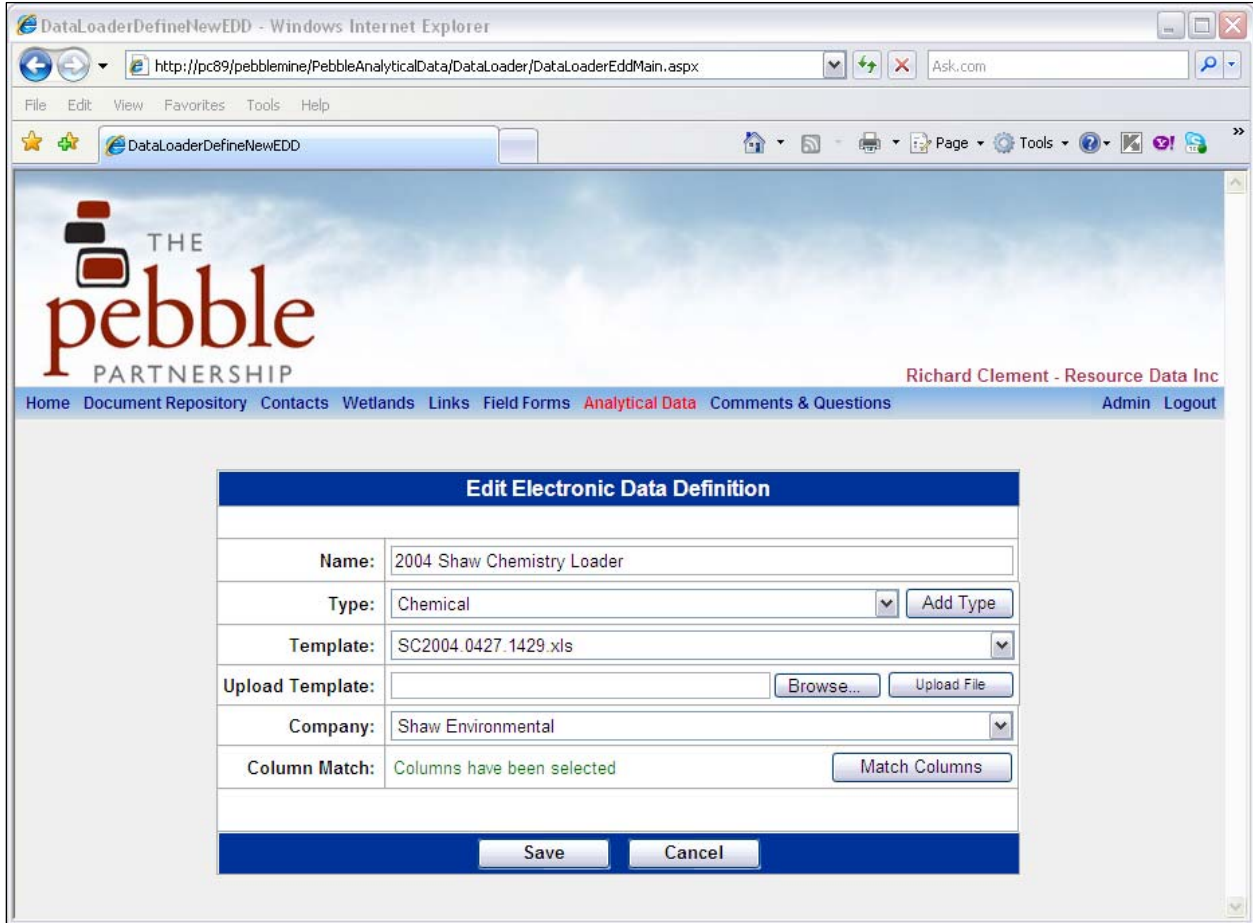 DataLoaderDefineNewEDD - Windows Internet Explorer
http://pc89/pebblemine/PebbleAnalyticalData/DataLoader/DataLoaderEddMain.aspx Ask.com
File Edit View Favorites Tools Help
DataLoaderDefineNewEDD Page Tools
THE
pebble
PARTNERSHIP
Richard Clement - Resource Data Inc
Home Document Repository Contacts Wetlands Links Field Forms Analytical Data Comments & Questions Admin Logout
Edit Electronic Data Definition
Name: 2004 Shaw Chemistry Loader
Type: Chemical Add Type
Template: SC2004.0427.1429.xls
Upload Template: Browse... Upload File
Company: Shaw Environmental
Column Match: Columns have been selected Match Columns
Save Cancel